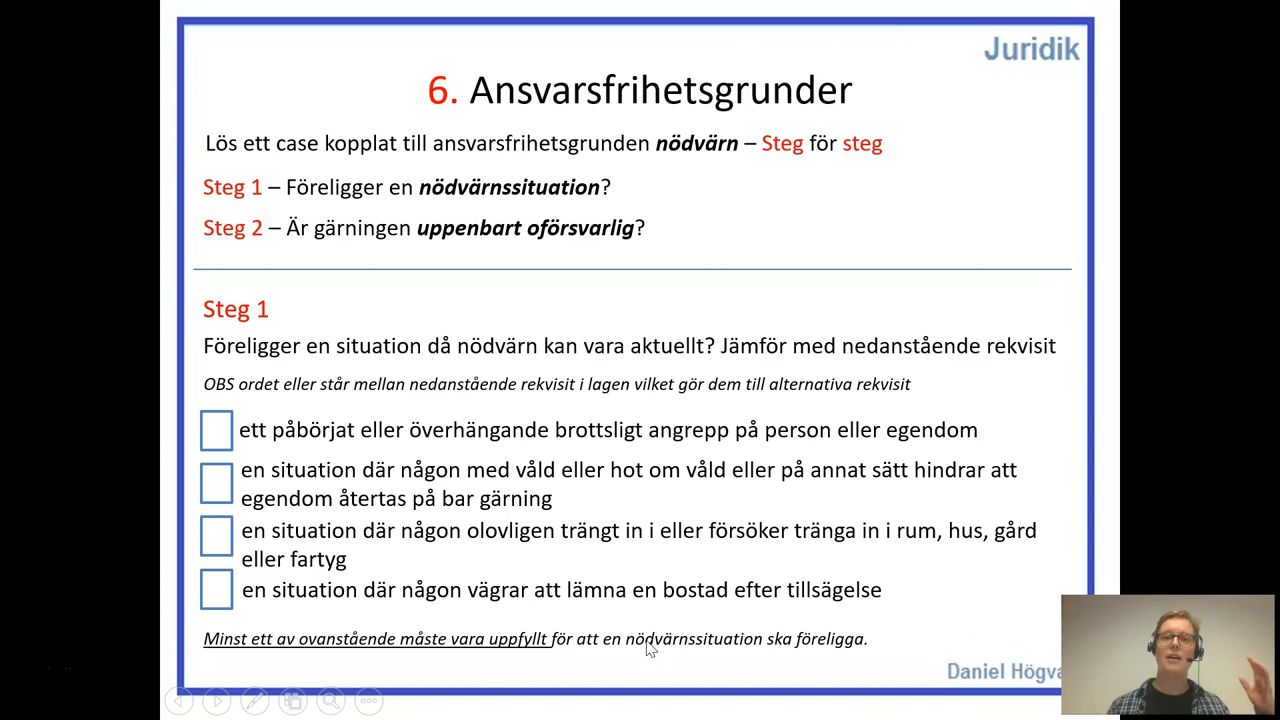 Juridik
6. Ansvarsfrihetsgrunder
Lös ett case kopplat till ansvarsfrihetsgrunden nödvärn – Steg för steg
Steg 1 – Föreligger en nödvärnssituation?
Steg 2 – Är gärningen uppenbart oförsvarlig?
Steg 1
Föreligger en situation då nödvärn kan vara aktuellt? Jämför med nedanstående rekvisit
OBS ordet eller står mellan nedanstående rekvisit i lagen vilket gör dem till alternativa rekvisit
ett påbörjat eller överhängande brottsligt angrepp på person eller egendom
en situation där någon med våld eller hot om våld eller på annat sätt hindrar att
egendom återtas på bar gärning
en situation där någon olovligen trängt in i eller försöker tränga in i rum, hus, gård
eller fartyg
en situation där någon vägrar att lämna en bostad efter tillsägelse
Minst ett av ovanstående måste vara uppfyllt för att en nödvärnssituation ska föreligga.
Daniel